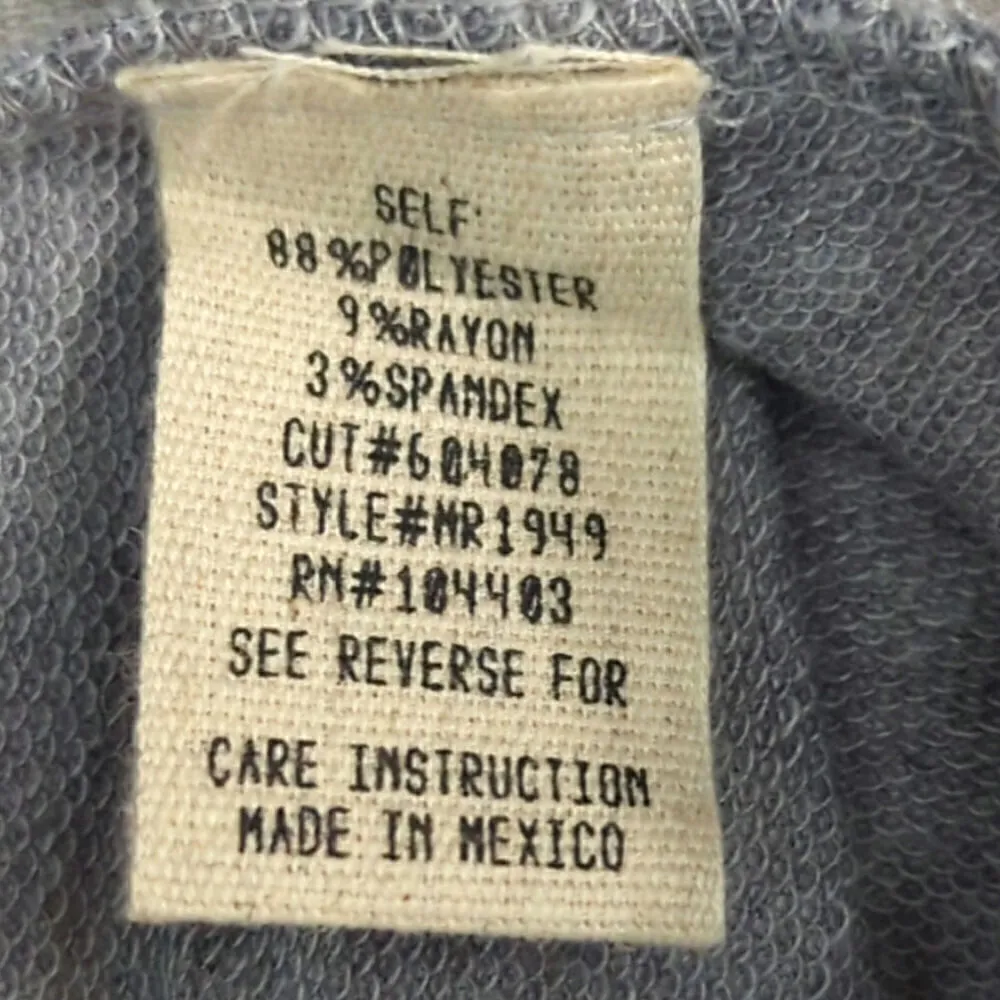 SELF:
88%POLYESTER
9%RAYON
3%SPANDEX
CUT#604078
STYLE#MR1949
RN#104403
SEE REVERSE FOR
CARE INSTRUCTION
MADE IN MEXICO